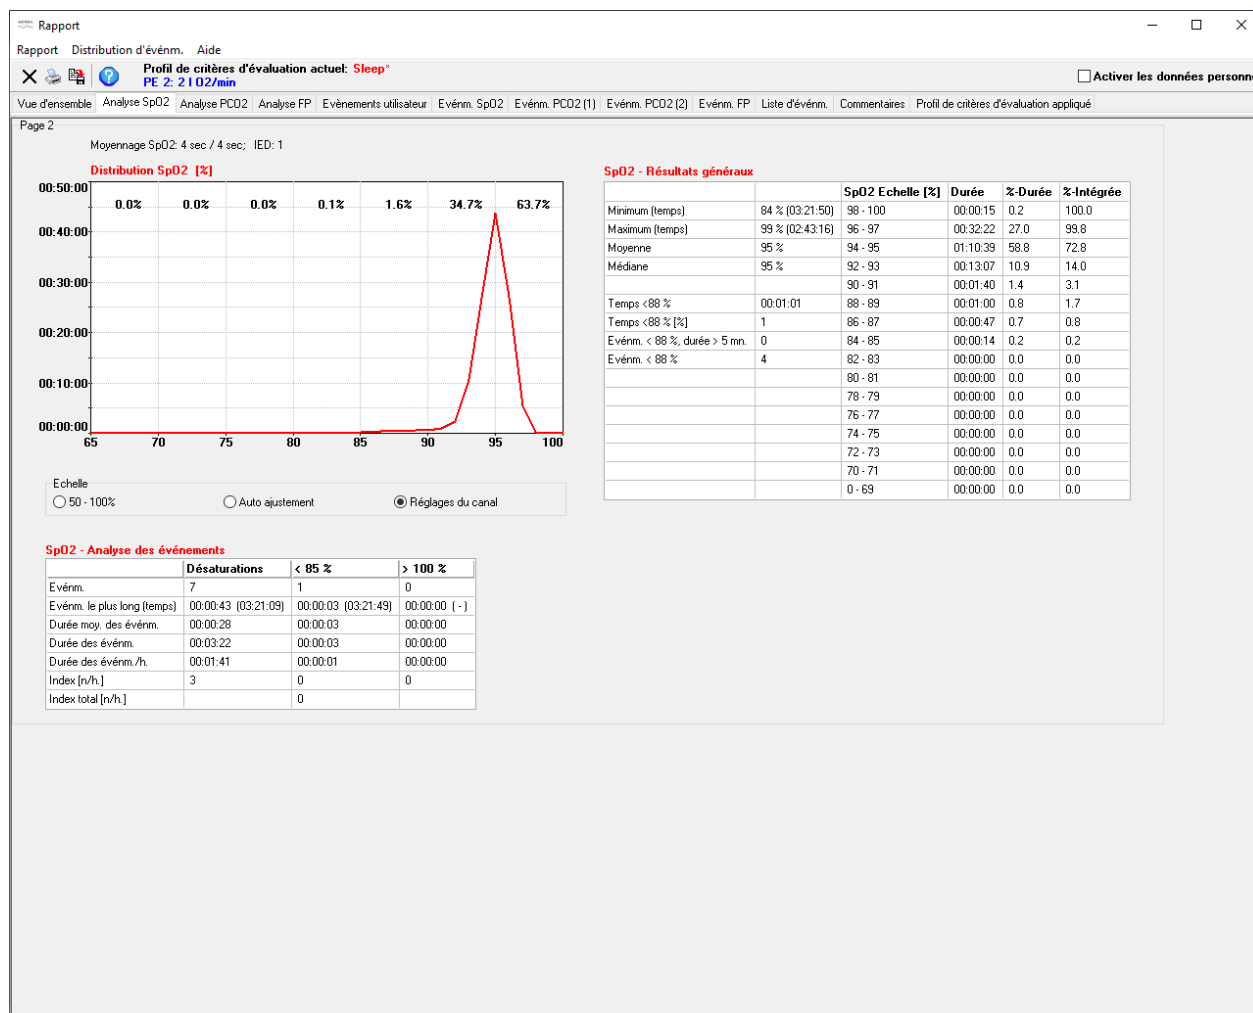 Rapport
Rapport Distribution d'événm. Aide
Profil de critères d'évaluation actuel: Sleep*
PE 2: 2 l O2/min
Activer les données personne
Vue d'ensemble Analyse SpO2 Analyse PCO2 Analyse FP Evènements utilisateur Evénm. SpO2 Evénm. PCO2 (1) Evénm. PCO2 (2) Evénm. FP Liste d'événm. Commentaires Profil de critères d'évaluation appliqué
Page 2
Moyennage SpO2: 4 sec / 4 sec; IED: 1
Distribution SpO2 [%]
00:50:00
0.0% 0.0% 0.0% 0.1% 1.6% 34.7% 63.7%
00:40:00
00:30:00
00:20:00
00:10:00
00:00:00
65 70 75 80 85 90 95 100
Echelle
50 - 100% Auto ajustement Réglages du canal
SpO2 - Résultats généraux
SpO2 Echelle [%] Durée %-Durée %-Intégrée
Minimum (temps) 84 % (03:21:50) 98 - 100 00:00:15 0.2 100.0
Maximum (temps) 99 % (02:43:16) 96 - 97 00:32:22 27.0 99.8
Moyenne 95 % 94 - 95 01:10:39 58.8 72.8
Médiane 95 % 92 - 93 00:13:07 10.9 14.0
90 - 91 00:01:40 1.4 3.1
Temps <88 % 00:01:01 88 - 89 00:01:00 0.8 1.7
Temps <88 % [%] 1 86 - 87 00:00:47 0.7 0.8
Evénm. < 88 %, durée > 5 mn. 0 84 - 85 00:00:14 0.2 0.2
Evénm. < 88 % 4 82 - 83 00:00:00 0.0 0.0
80 - 81 00:00:00 0.0 0.0
78 - 79 00:00:00 0.0 0.0
76 - 77 00:00:00 0.0 0.0
74 - 75 00:00:00 0.0 0.0
72 - 73 00:00:00 0.0 0.0
70 - 71 00:00:00 0.0 0.0
0 - 69 00:00:00 0.0 0.0
SpO2 - Analyse des événements
Désaturations < 85 % > 100 %
Evénm. 7 1 0
Evénm. le plus long (temps) 00:00:43 (03:21:09) 00:00:03 (03:21:49) 00:00:00 (-)
Durée moy. des événm. 00:00:28 00:00:03 00:00:00
Durée des événm. 00:03:22 00:00:03 00:00:00
Durée des événm./h. 00:01:41 00:00:01 00:00:00
Index [n/h.] 3 0 0
Index total [n/h.] 0